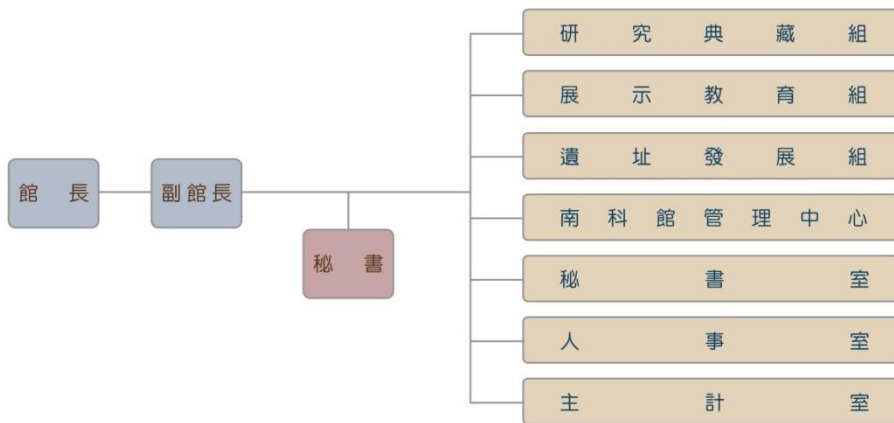 館長
副館長
秘書
研究典藏組
展示教育組
遺址發展組
南科館管理中心
秘書室
人事室
主計室